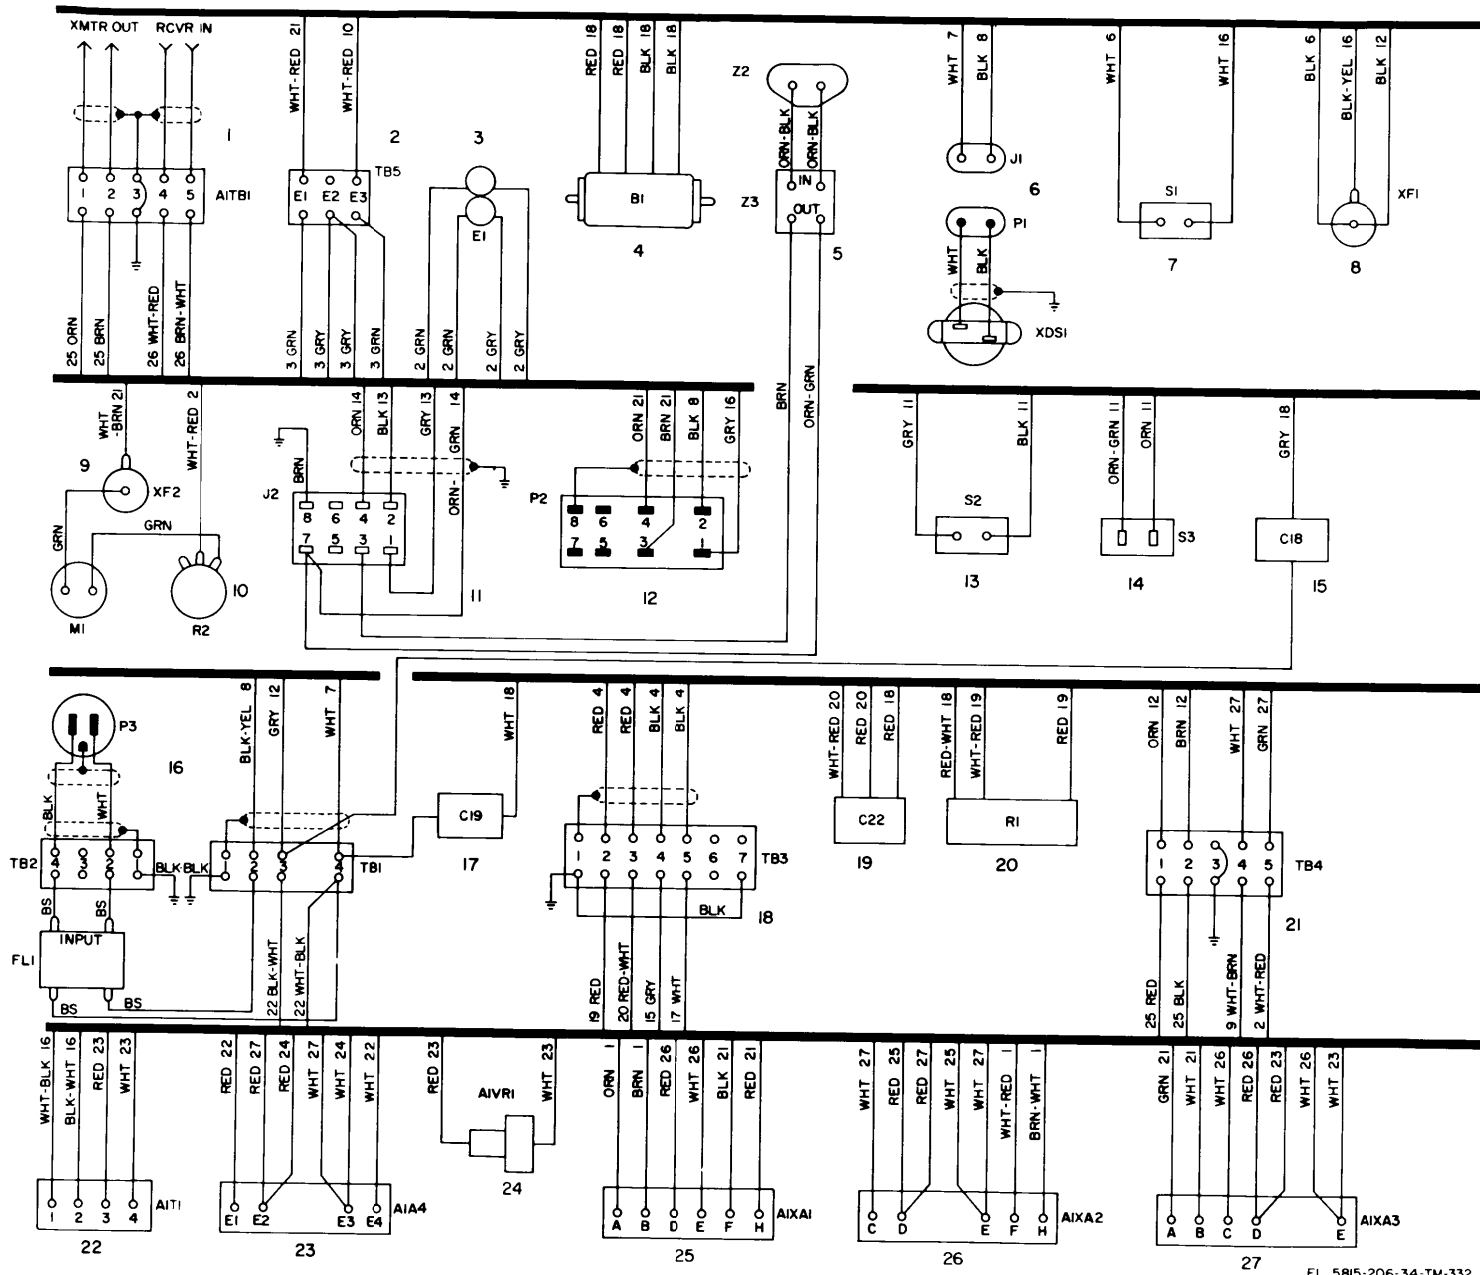 XMTR OUT RCVR IN
WHT-RED 21
WHT-RED 10
RED 18
RED 18
BLK 18
BLK 18
WHT 7
BLK 8
WHT 6
WHT 16
BLK 6
BLK-YEL 16
BLK 12
1
2
3
Z2
ORN-BLK
ORN-BLK
J1
6
1 2 3 4 5
A1TB1
TB5
E1 E2 E3
E1
B1
4
IN
OUT
Z3
5
P1
WHT
BLK
XDS1
S1
7
XF1
8
25 ORN
25 BRN
26 WHT-RED
26 BRN-WHT
3 GRN
3 GRY
3 GRY
3 GRN
2 GRN
2 GRN
2 GRY
2 GRY
BRN
ORN-GRN
WHT
-BRN 21
WHT-RED 2
ORN 14
BLK 13
GRY 13
ORN-GRN 14
ORN 21
BRN 21
BLK 8
GRY 16
GRY 11
BLK 11
ORN-GRN 11
ORN 11
GRY 18
9
XF2
GRN
GRN
M1
R2
10
BRN
J2
8 6 4 2
7 5 3 1
11
P2
8 6 4 2
7 5 3 1
12
S2
13
S3
14
C18
15
P3
16
BLK
WHT
BLK-YEL 8
GRY 12
WHT 7
WHT 18
RED 4
RED 4
BLK 4
BLK 4
WHT-RED 20
RED 20
RED 18
RED-WHT 18
WHT-RED 19
RED 19
ORN 12
BRN 12
WHT 27
GRN 27
TB2
4 3 2 1
BLK
BLK
1 2 3 4
TB1
C19
17
1 2 3 4 5 6 7
TB3
BLK
18
C22
19
R1
20
1 2 3 4 5
TB4
21
BS
BS
INPUT
FL1
BS
BS
22 BLK-WHT
22 WHT-BLK
19 RED
20 RED-WHT
15 GRY
17 WHT
25 RED
25 BLK
9 WHT-BRN
2 WHT-RED
WHT-BLK 16
BLK-WHT 16
RED 23
WHT 23
RED 22
RED 27
RED 24
WHT 27
WHT 24
WHT 22
RED 23
WHT 23
ORN 1
BRN 1
RED 26
WHT 26
BLK 21
RED 21
WHT 27
RED 25
RED 27
WHT 25
WHT 27
WHT-RED 1
BRN-WHT 1
GRN 21
WHT 21
WHT 26
RED 26
RED 23
WHT 26
WHT 23
1 2 3 4
A1T1
22
E1 E2 E3 E4
A1A4
23
A1VR1
24
A B D E F H
A1XA1
25
C D E F H
A1XA2
26
A B C D E
A1XA3
27
EL 5815-206-34-TM-332